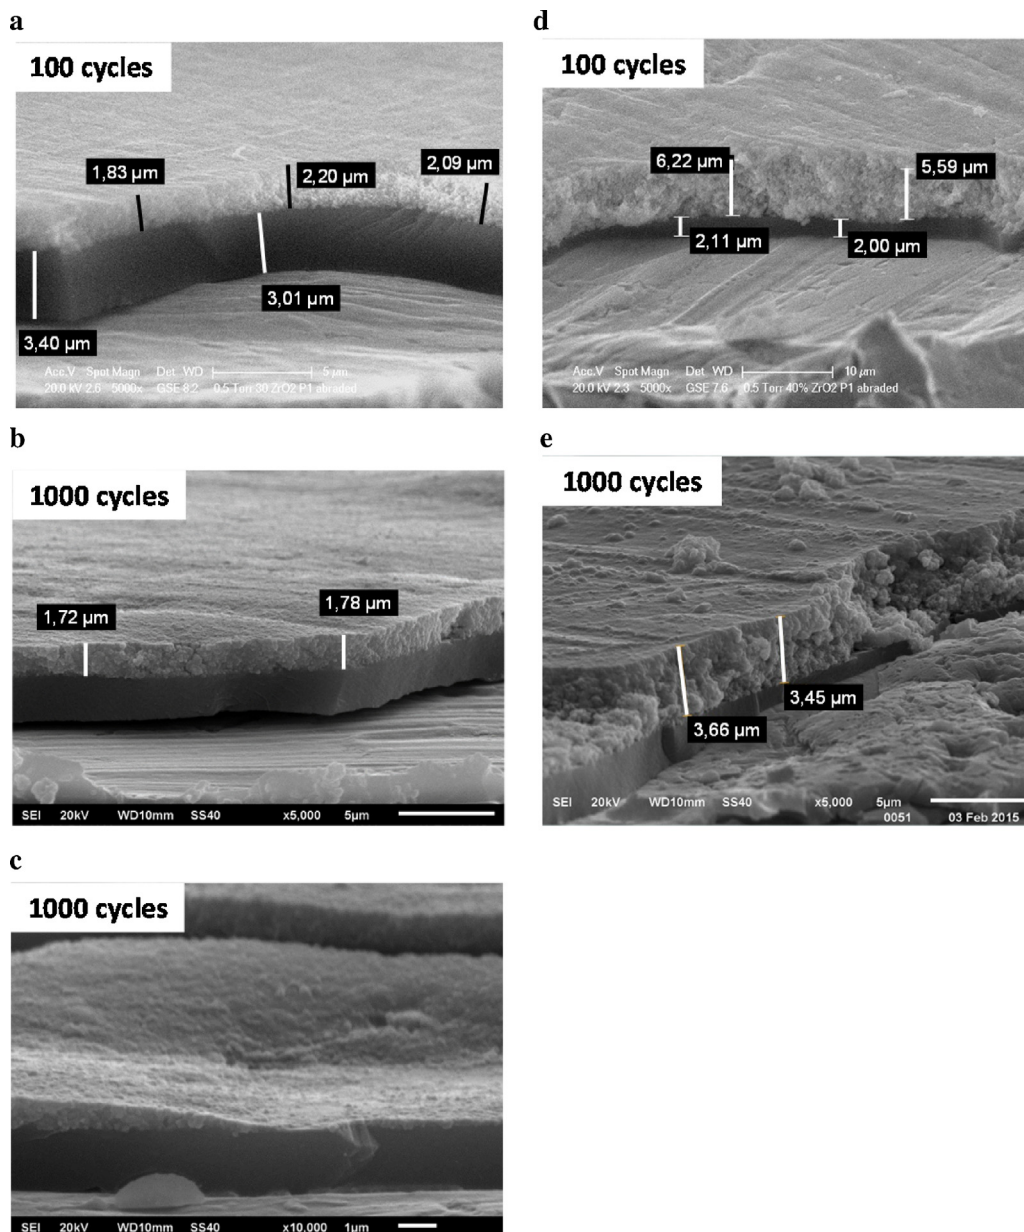 a
100 cycles
1,83 µm
2,20 µm
2,09 µm
3,01 µm
3,40 µm
Acc.V Spot Magn Det WD 5 µm
20.0 kV 2.6 5000x GSE 8.2 0.5 Torr 30 ZrO2 P1 abraded
b
1000 cycles
1,72 µm
1,78 µm
SEI 20kV WD10mm SS40 x5,000 5µm
c
1000 cycles
SEI 20kV WD10mm SS40 x10,000 1µm
d
100 cycles
6,22 µm
5,59 µm
2,11 µm
2,00 µm
Acc.V Spot Magn Det WD 10 µm
20.0 kV 2.3 5000x GSE 7.6 0.5 Torr 40% ZrO2 P1 abraded
e
1000 cycles
3,45 µm
3,66 µm
SEI 20kV WD10mm SS40 x5,000 5µm
0051 03 Feb 2015